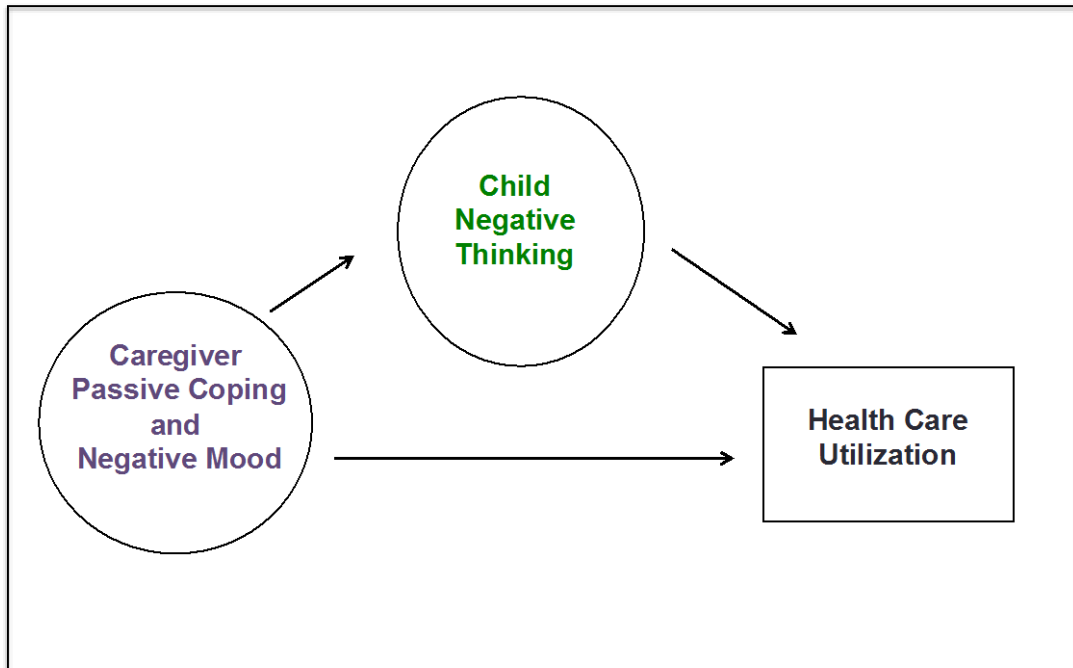 Child
Negative
Thinking
Caregiver
Passive Coping
and
Negative Mood
Health Care
Utilization